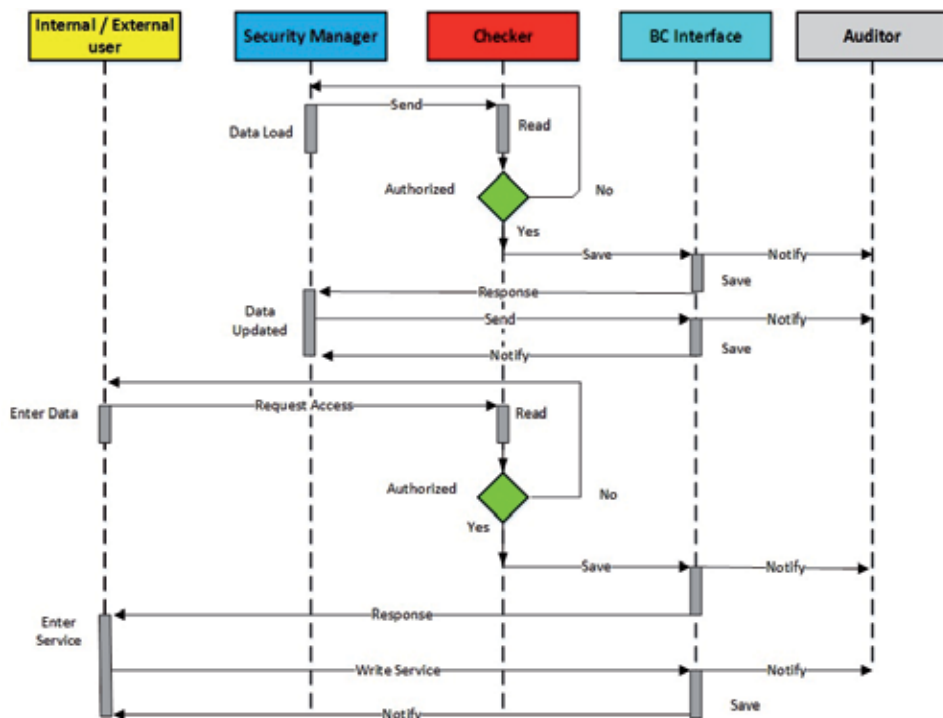 Internal / External
user
Security Manager
Checker
BC Interface
Auditor
Send
Data Load
Read
Authorized
No
Yes
Save
Notify
Save
Response
Data
Updated
Send
Notify
Save
Notify
Enter Data
Request Access
Read
Authorized
No
Yes
Save
Notify
Response
Enter
Service
Write Service
Notify
Save
Notify